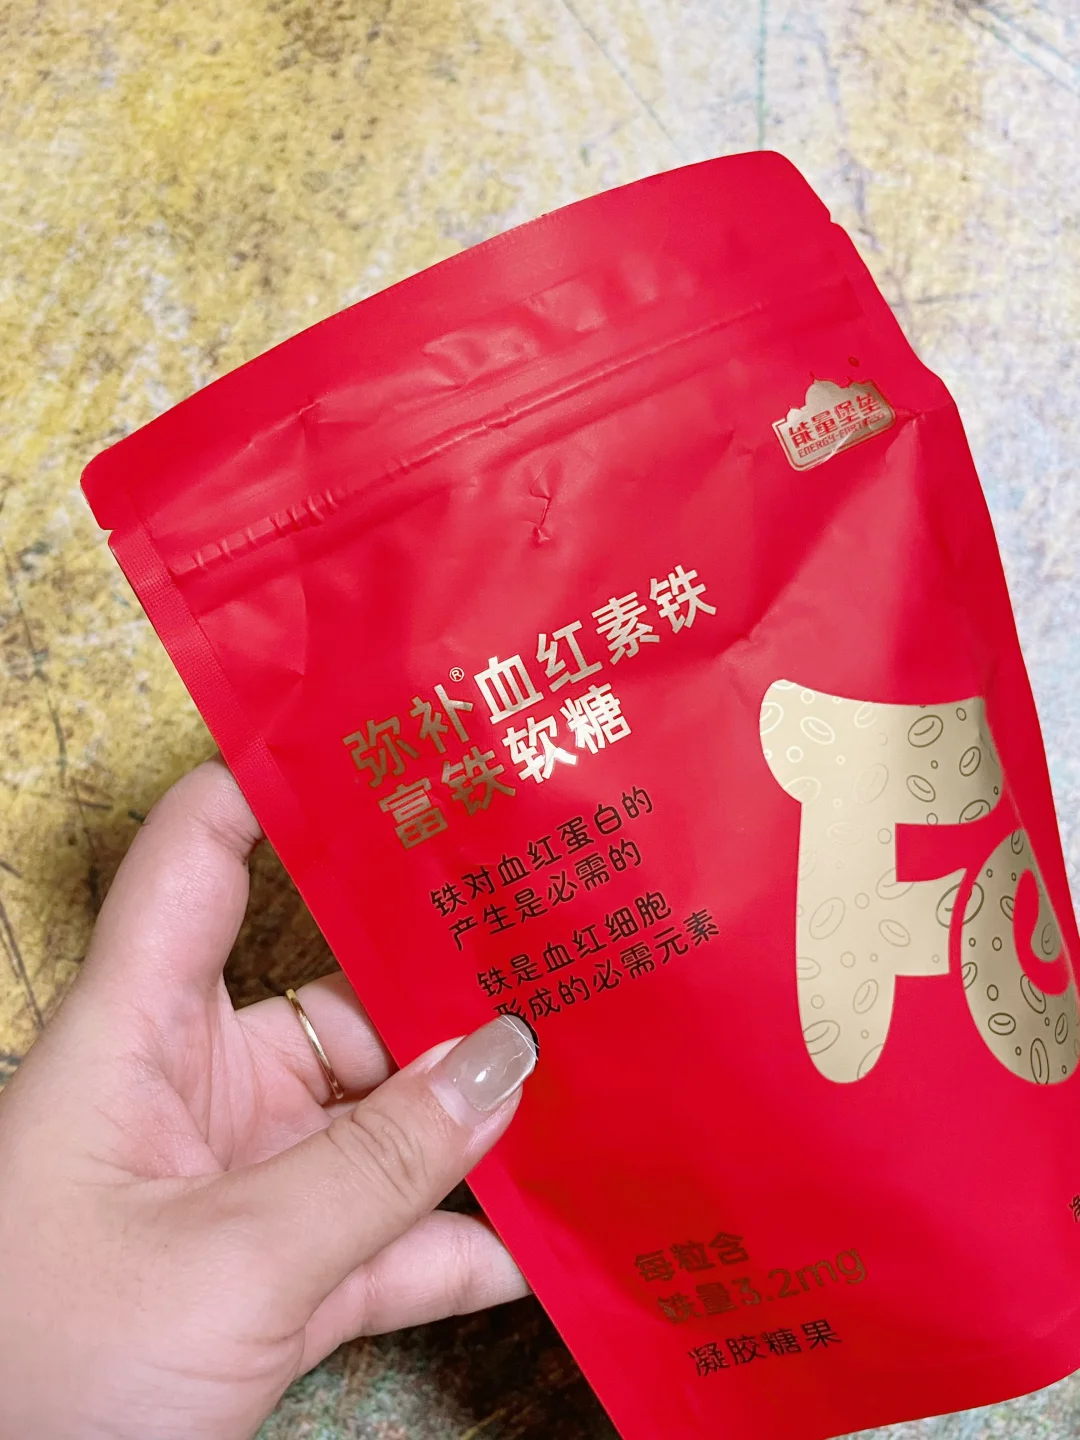 能量堡垒
弥补®血红素铁
富铁软糖
铁对血红蛋白的
产生是必需的
铁是血红细胞
形成的必需元素
Fe
每粒含
铁量3.2mg
凝胶糖果